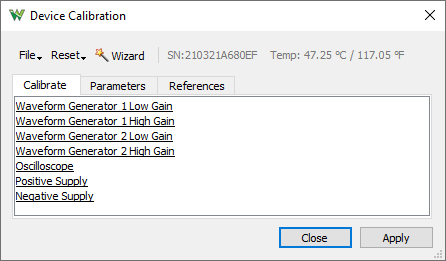 Device Calibration
File Reset Wizard SN:210321A680EF Temp: 47.25 °C / 117.05 °F
Calibrate Parameters References
Waveform Generator 1 Low Gain
Waveform Generator 1 High Gain
Waveform Generator 2 Low Gain
Waveform Generator 2 High Gain
Oscilloscope
Positive Supply
Negative Supply
Close Apply